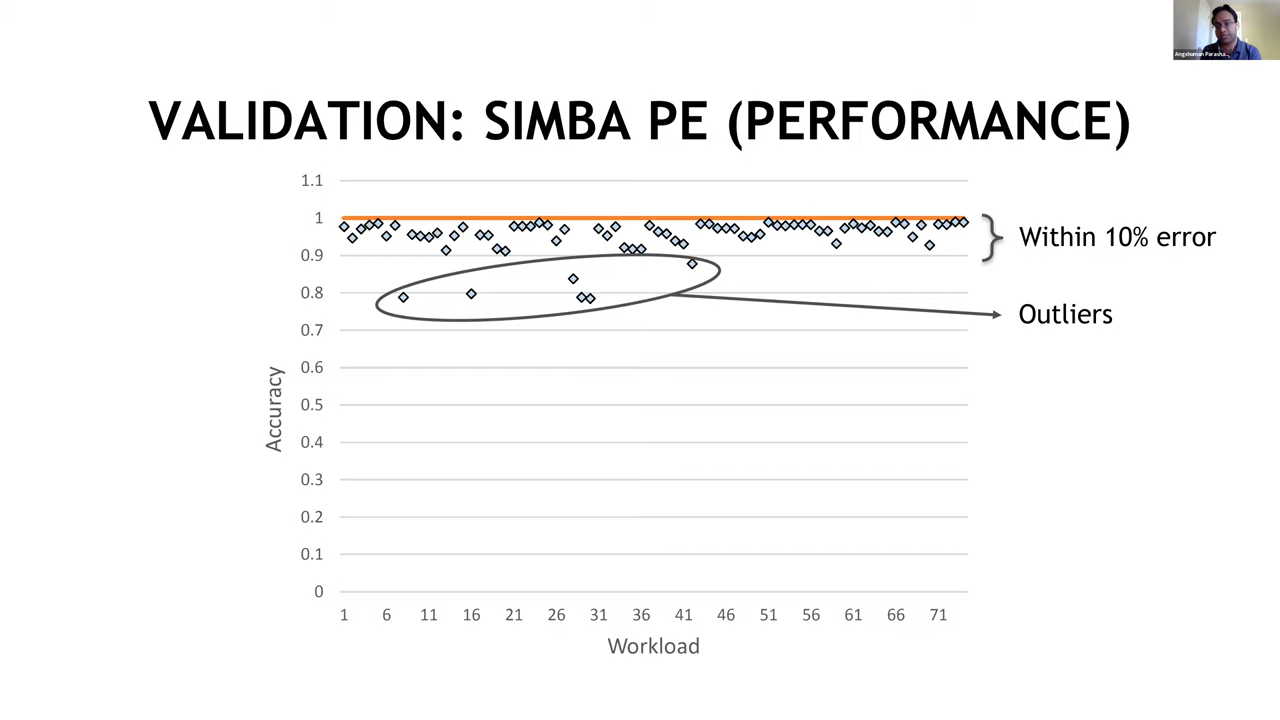 Angshuman Parasha...
VALIDATION: SIMBA PE (PERFORMANCE)
1.1
1
0.9
0.8
0.7
0.6
0.5
0.4
0.3
0.2
0.1
0
Accuracy
1 6 11 16 21 26 31 36 41 46 51 56 61 66 71
Workload
Within 10% error
Outliers